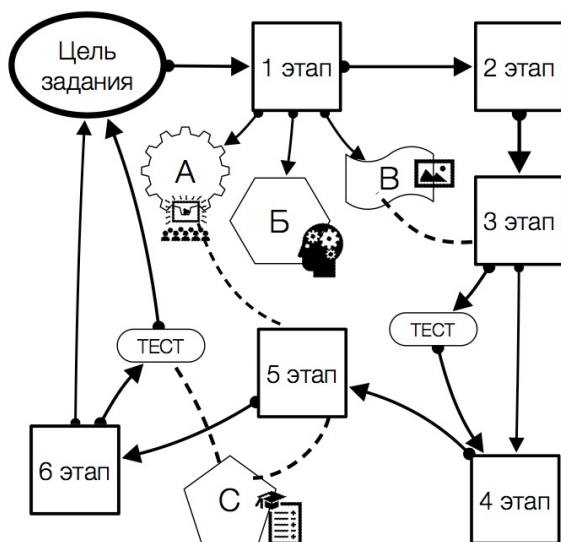 Цель
задания
1 этап
2 этап
А
Б
В
3 этап
ТЕСТ
ТЕСТ
5 этап
6 этап
С
4 этап